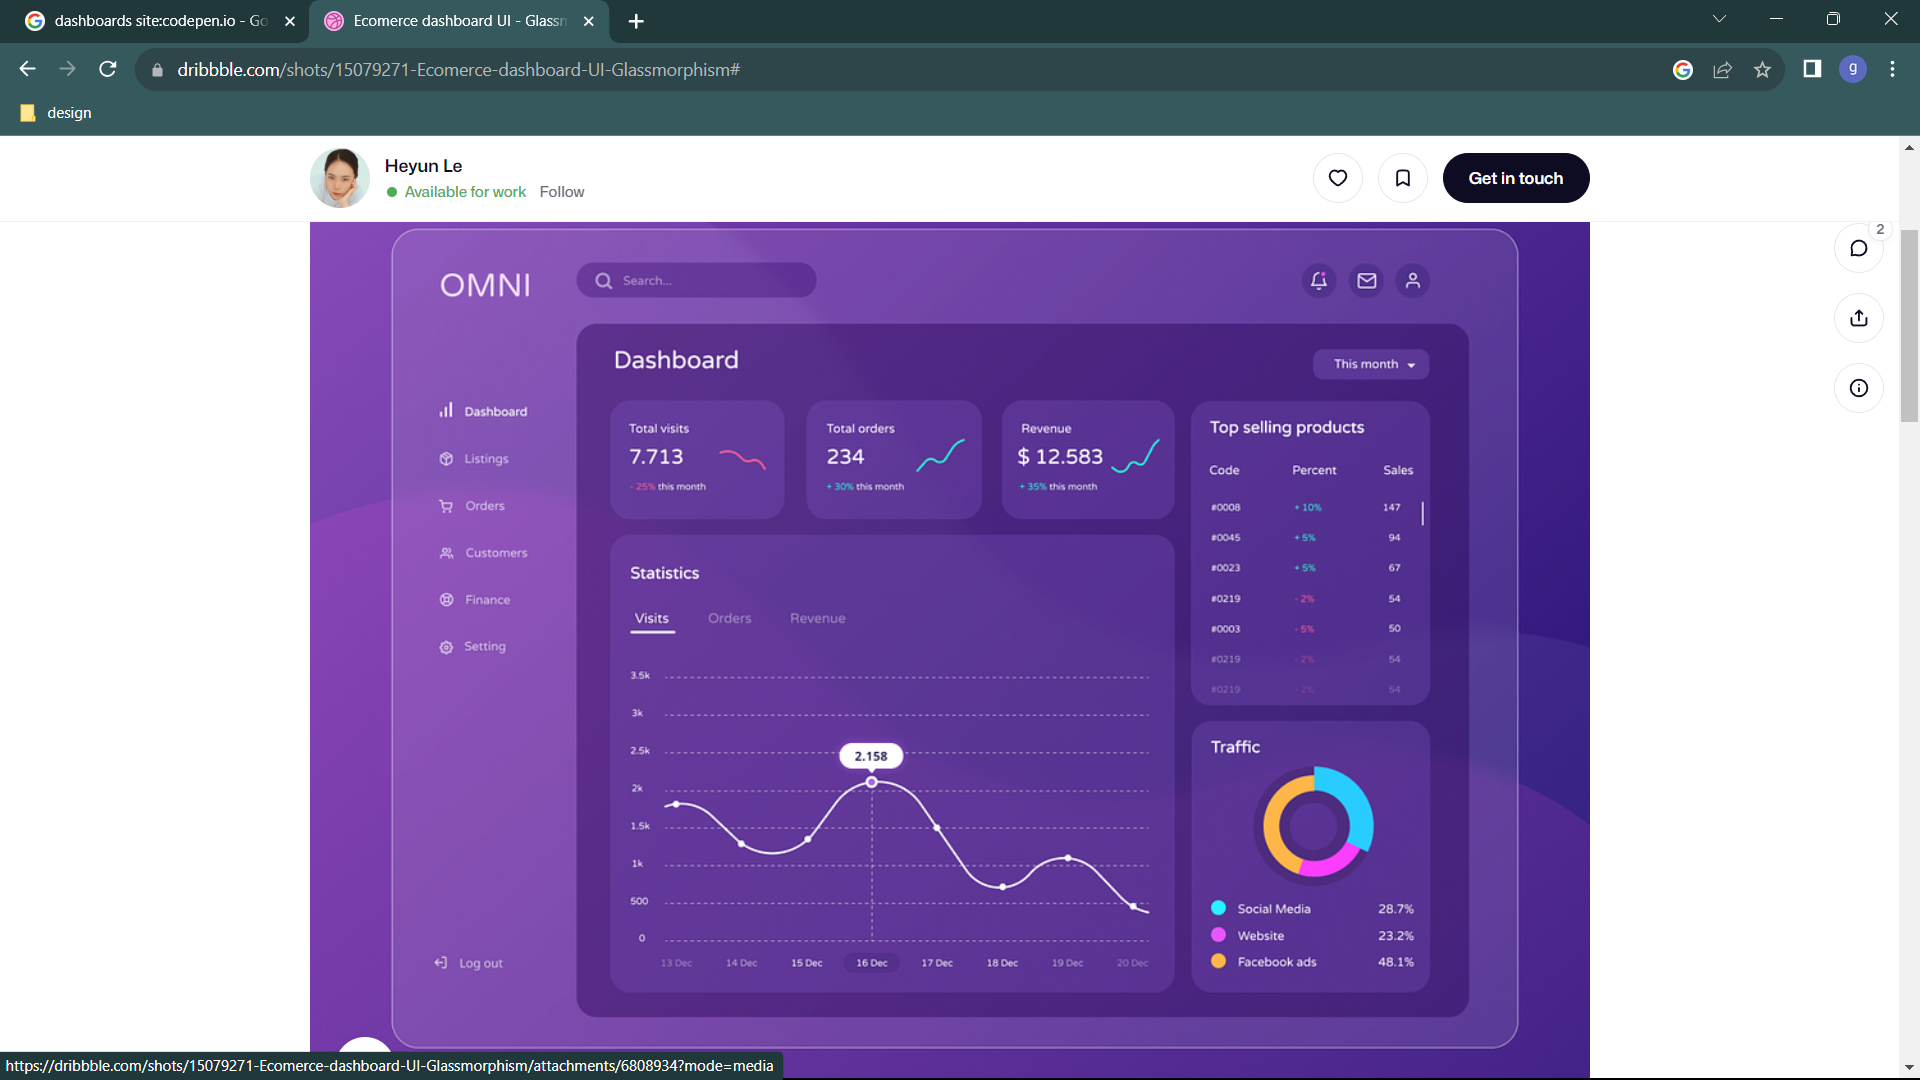 dashboards site:codepen.io - Go
Ecomerce dashboard UI - Glassm
dribbble.com/shots/15079271-Ecomerce-dashboard-UI-Glassmorphism#
g
design
Heyun Le
Available for work Follow
Get in touch
2
OMNI
Search...
Dashboard
This month
Dashboard
Listings
Orders
Customers
Finance
Setting
Log out
Total visits
7.713
- 25% this month
Total orders
234
+ 30% this month
Revenue
$ 12.583
+ 35% this month
Top selling products
Code Percent Sales
#0008 + 10% 147
#0045 + 5% 94
#0023 + 5% 67
#0219 - 2% 54
#0003 - 5% 50
#0219 - 2% 54
#0219 - 2% 54
Statistics
Visits Orders Revenue
3.5k
3k
2.5k
2.158
2k
1.5k
1k
500
0
13 Dec 14 Dec 15 Dec 16 Dec 17 Dec 18 Dec 19 Dec 20 Dec
Traffic
Social Media 28.7%
Website 23.2%
Facebook ads 48.1%
https://dribbble.com/shots/15079271-Ecomerce-dashboard-UI-Glassmorphism/attachments/6808934?mode=media